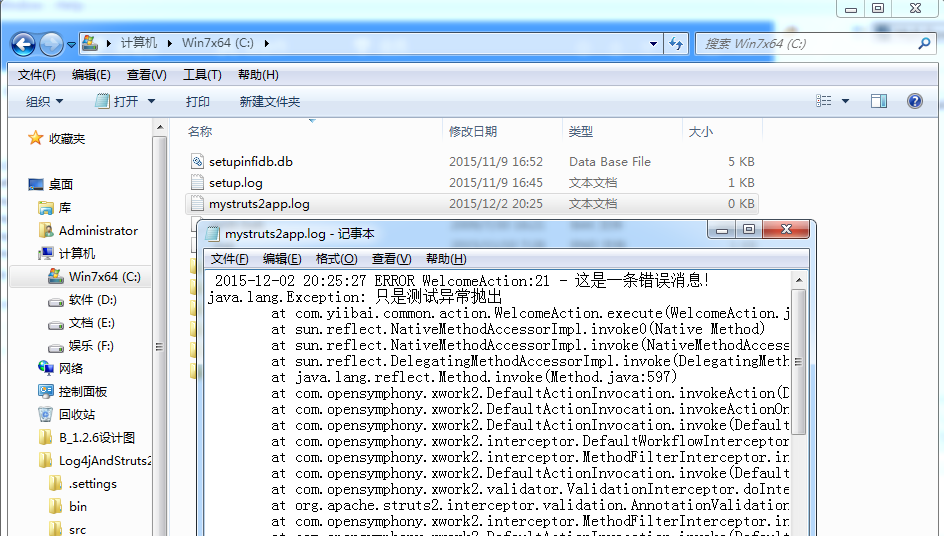 计算机 ▸ Win7x64 (C:) ▸
搜索 Win7x64 (C:)
文件(F) 编辑(E) 查看(V) 工具(T) 帮助(H)
组织 打开 打印 新建文件夹
名称 修改日期 类型 大小
收藏夹
桌面
库
Administrator
计算机
Win7x64 (C:)
软件 (D:)
文档 (E:)
娱乐 (F:)
网络
控制面板
回收站
B_1.2.6设计图
Log4jAndStruts2
.settings
bin
src
setupinfidb.db 2015/11/9 16:52 Data Base File 5 KB
setup.log 2015/11/9 16:45 文本文档 1 KB
mystruts2app.log 2015/12/2 20:25 文本文档 0 KB
mystruts2app.log - 记事本
文件(F) 编辑(E) 格式(O) 查看(V) 帮助(H)
2015-12-02 20:25:27 ERROR WelcomeAction:21 - 这是一条错误消息!
java.lang.Exception: 只是测试异常抛出
at com.yiibai.common.action.WelcomeAction.execute(WelcomeAction.j
at sun.reflect.NativeMethodAccessorImpl.invoke0(Native Method)
at sun.reflect.NativeMethodAccessorImpl.invoke(NativeMethodAccess
at sun.reflect.DelegatingMethodAccessorImpl.invoke(DelegatingMeth
at java.lang.reflect.Method.invoke(Method.java:597)
at com.opensymphony.xwork2.DefaultActionInvocation.invokeAction(D
at com.opensymphony.xwork2.DefaultActionInvocation.invokeActionOn
at com.opensymphony.xwork2.DefaultActionInvocation.invoke(Default
at com.opensymphony.xwork2.interceptor.DefaultWorkflowInterceptor
at com.opensymphony.xwork2.interceptor.MethodFilterInterceptor.in
at com.opensymphony.xwork2.DefaultActionInvocation.invoke(Default
at com.opensymphony.xwork2.validator.ValidationInterceptor.doInte
at org.apache.struts2.interceptor.validation.AnnotationValidation
at com.opensymphony.xwork2.interceptor.MethodFilterInterceptor.in
at com.opensymphony.xwork2.DefaultActionInvocation.invoke(Default